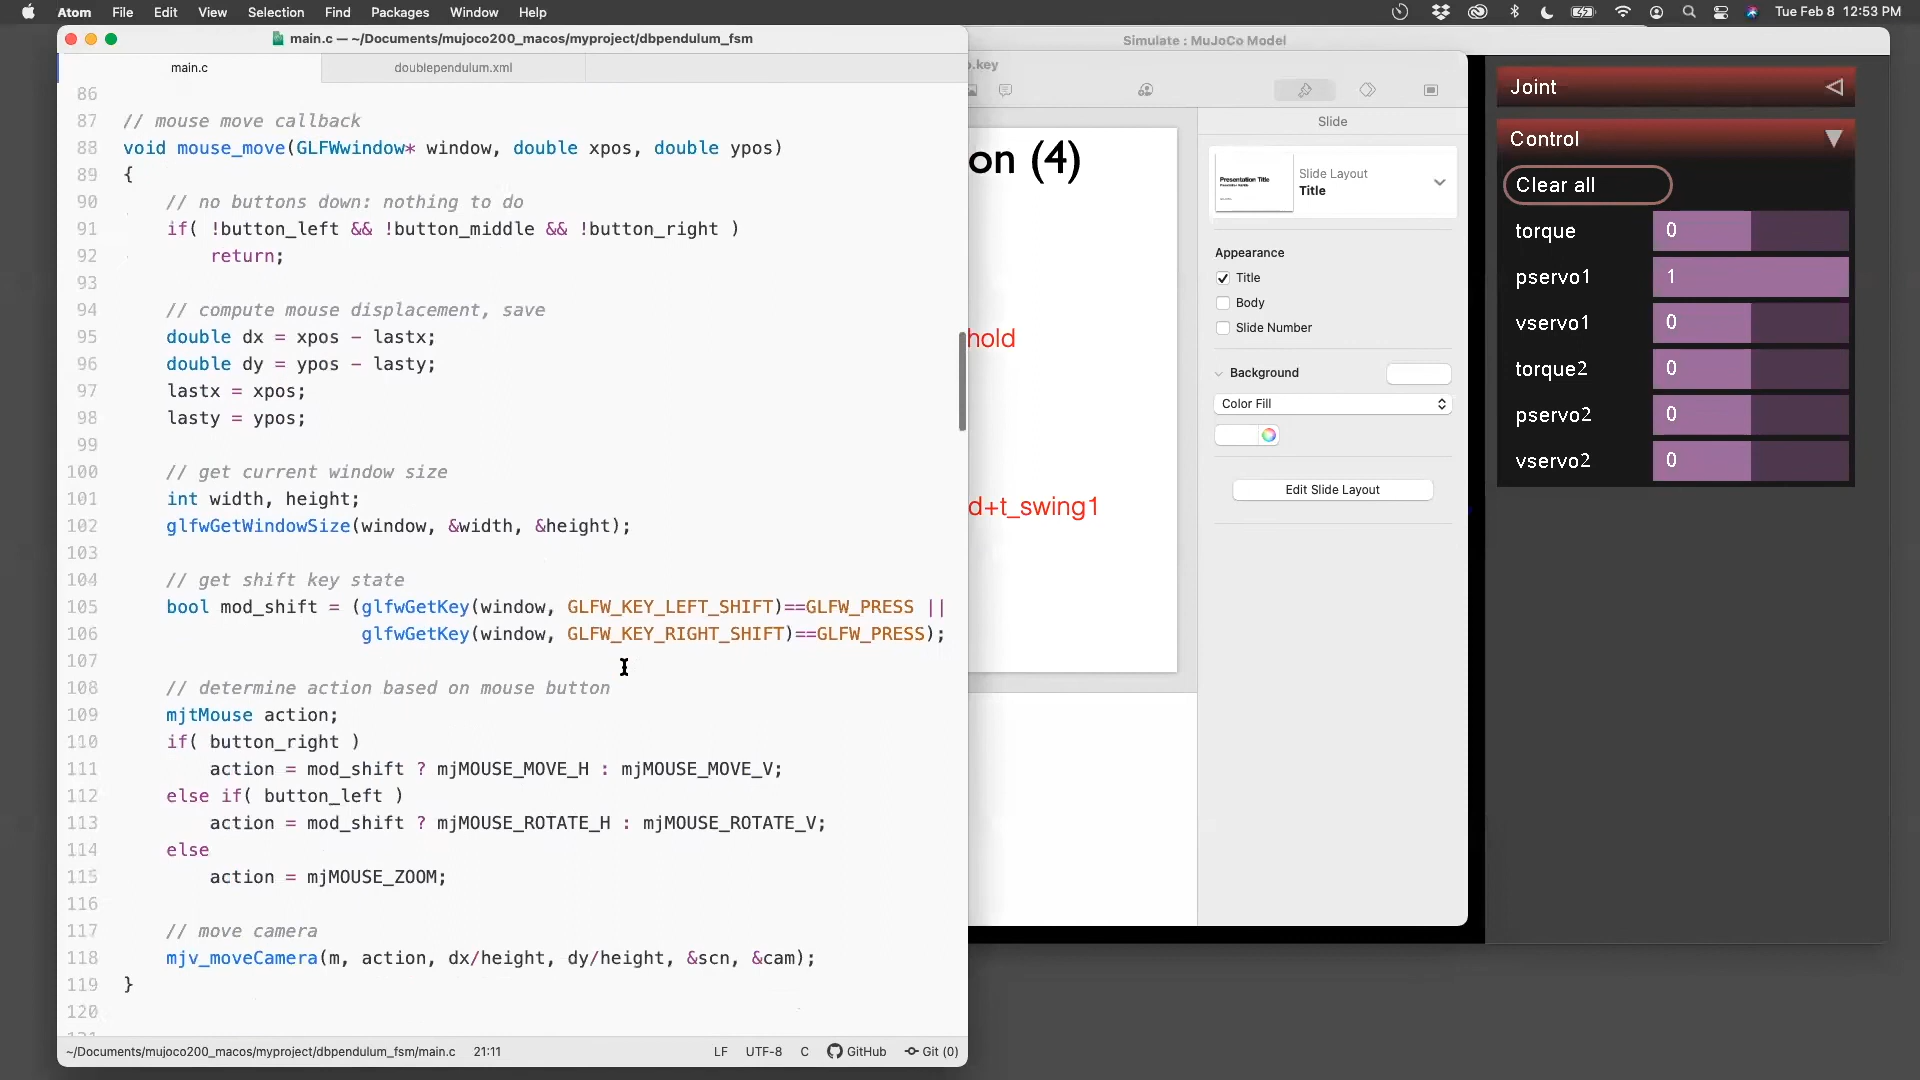 Atom File Edit View Selection Find Packages Window Help
Tue Feb 8 12:53 PM
main.c — ~/Documents/mujoco200_macos/myproject/dbpendulum_fsm
main.c
doublependulum.xml
86
87 // mouse move callback
88 void mouse_move(GLFWwindow* window, double xpos, double ypos)
89 {
90 // no buttons down: nothing to do
91 if( !button_left && !button_middle && !button_right )
92 return;
93
94 // compute mouse displacement, save
95 double dx = xpos - lastx;
96 double dy = ypos - lasty;
97 lastx = xpos;
98 lasty = ypos;
99
100 // get current window size
101 int width, height;
102 glfwGetWindowSize(window, &width, &height);
103
104 // get shift key state
105 bool mod_shift = (glfwGetKey(window, GLFW_KEY_LEFT_SHIFT)==GLFW_PRESS ||
106 glfwGetKey(window, GLFW_KEY_RIGHT_SHIFT)==GLFW_PRESS);
107
108 // determine action based on mouse button
109 mjtMouse action;
110 if( button_right )
111 action = mod_shift ? mjMOUSE_MOVE_H : mjMOUSE_MOVE_V;
112 else if( button_left )
113 action = mod_shift ? mjMOUSE_ROTATE_H : mjMOUSE_ROTATE_V;
114 else
115 action = mjMOUSE_ZOOM;
116
117 // move camera
118 mjv_moveCamera(m, action, dx/height, dy/height, &scn, &cam);
119 }
120
~/Documents/mujoco200_macos/myproject/dbpendulum_fsm/main.c 21:11
LF UTF-8 C GitHub Git (0)
Simulate : MuJoCo Model
o.key
on (4)
hold
d+t_swing1
Slide
Presentation Title
Slide Layout
Title
Appearance
Title
Body
Slide Number
Background
Color Fill
Edit Slide Layout
Joint
Control
Clear all
torque 0
pservo1 1
vservo1 0
torque2 0
pservo2 0
vservo2 0